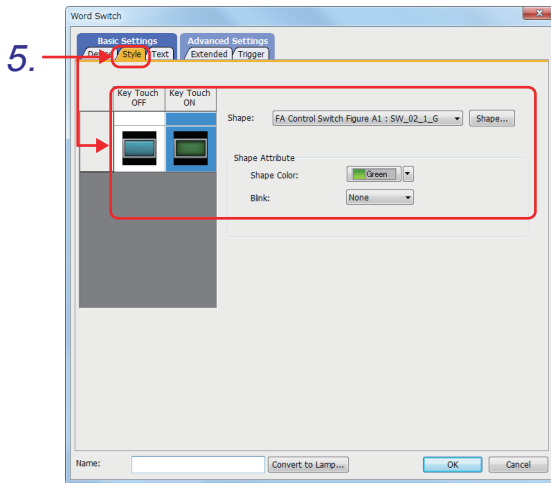 Word Switch
Basic Settings Advanced Settings
Style Text Extended Trigger
5.
Key Touch OFF
Key Touch ON
Shape: FA Control Switch Figure A1 : SW_02_1_G Shape...
Shape Attribute
Shape Color: Green
Blink: None
Name: Convert to Lamp... OK Cancel